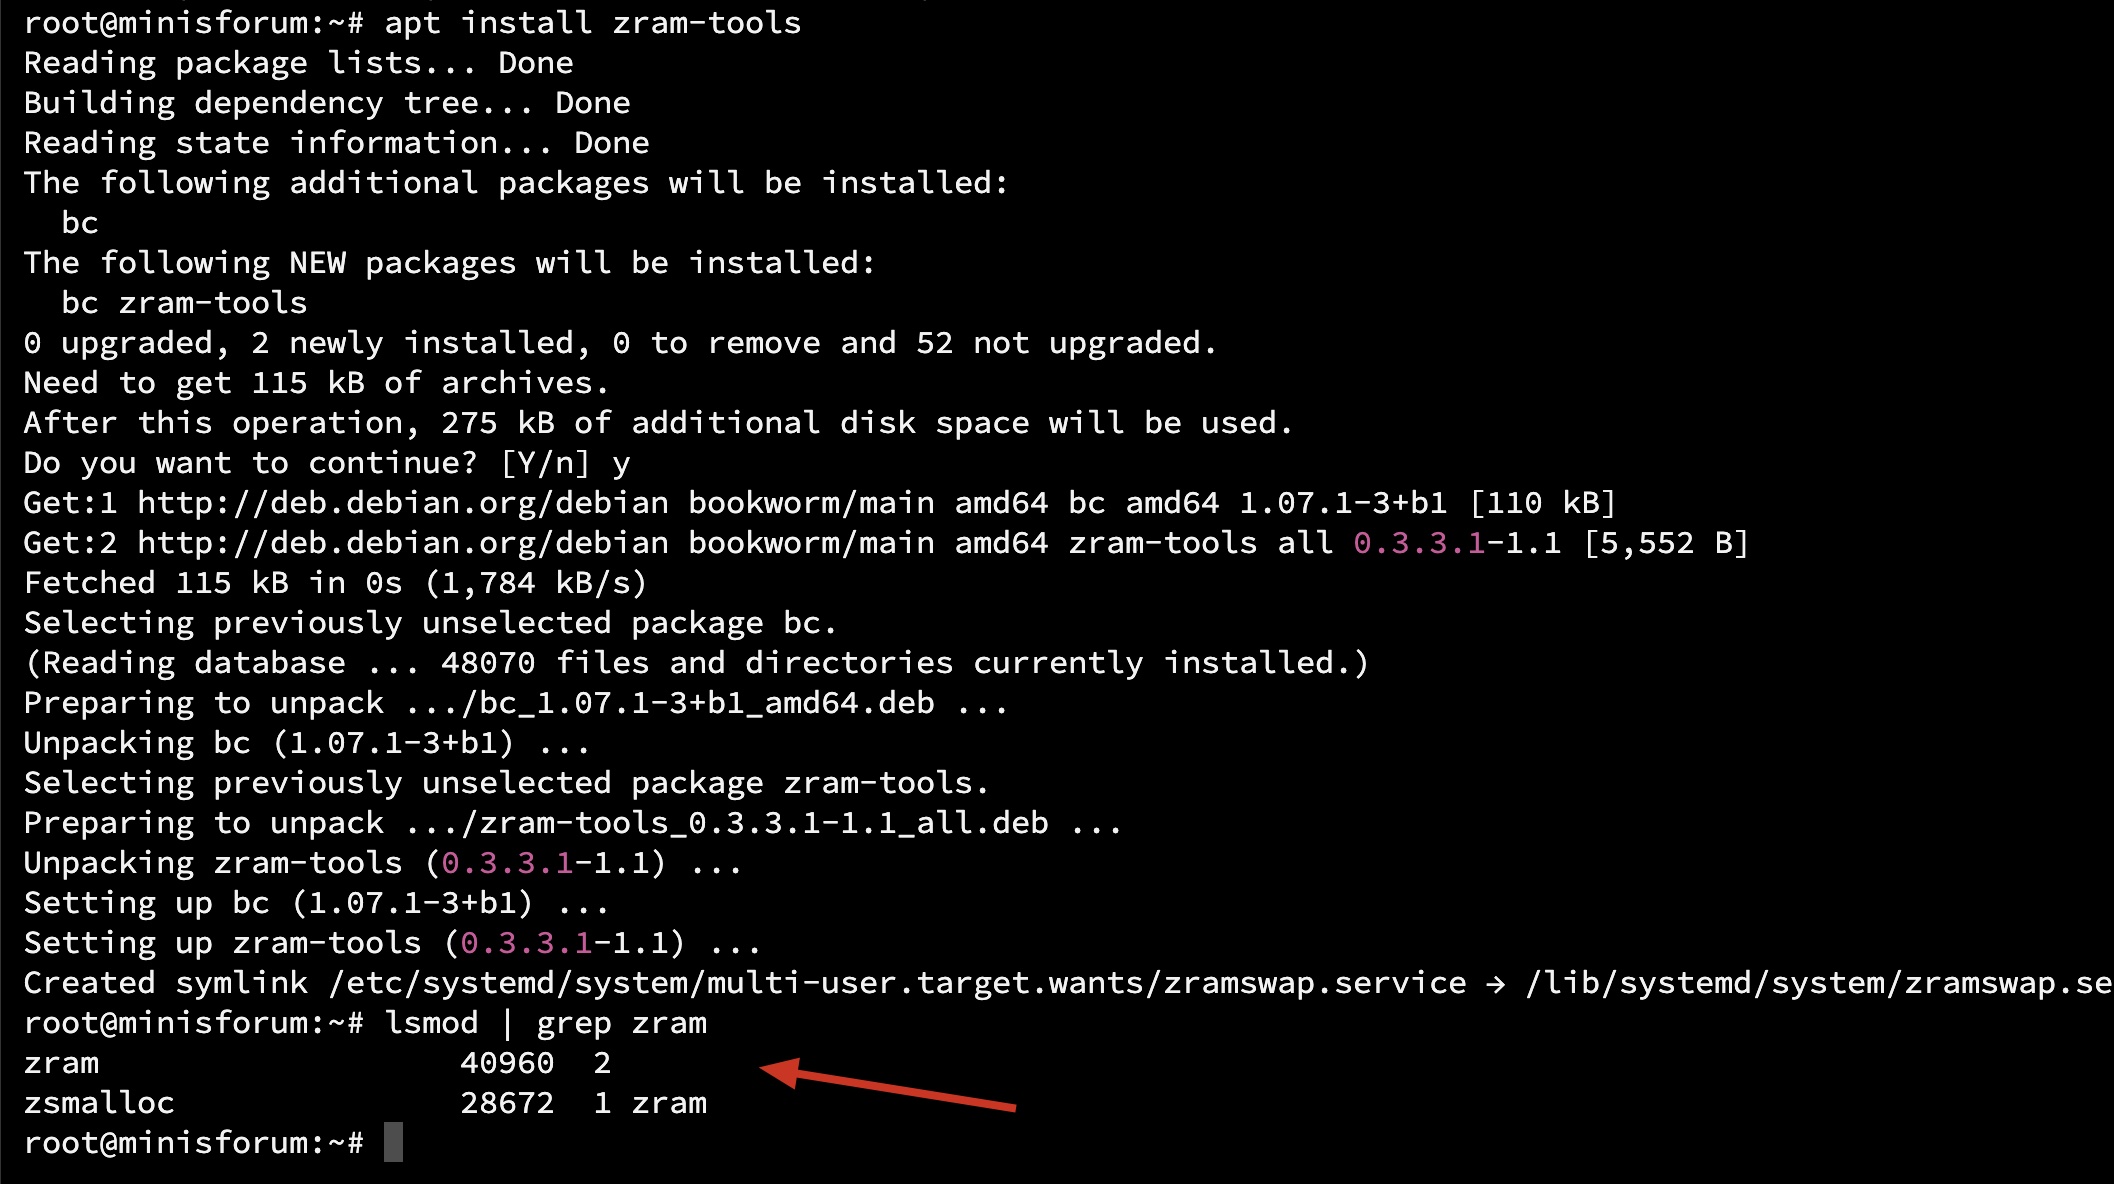 root@minisforum:~# apt install zram-tools
Reading package lists... Done
Building dependency tree... Done
Reading state information... Done
The following additional packages will be installed:
  bc
The following NEW packages will be installed:
  bc zram-tools
0 upgraded, 2 newly installed, 0 to remove and 52 not upgraded.
Need to get 115 kB of archives.
After this operation, 275 kB of additional disk space will be used.
Do you want to continue? [Y/n] y
Get:1 http://deb.debian.org/debian bookworm/main amd64 bc amd64 1.07.1-3+b1 [110 kB]
Get:2 http://deb.debian.org/debian bookworm/main amd64 zram-tools all 0.3.3.1-1.1 [5,552 B]
Fetched 115 kB in 0s (1,784 kB/s)
Selecting previously unselected package bc.
(Reading database ... 48070 files and directories currently installed.)
Preparing to unpack .../bc_1.07.1-3+b1_amd64.deb ...
Unpacking bc (1.07.1-3+b1) ...
Selecting previously unselected package zram-tools.
Preparing to unpack .../zram-tools_0.3.3.1-1.1_all.deb ...
Unpacking zram-tools (0.3.3.1-1.1) ...
Setting up bc (1.07.1-3+b1) ...
Setting up zram-tools (0.3.3.1-1.1) ...
Created symlink /etc/systemd/system/multi-user.target.wants/zramswap.service → /lib/systemd/system/zramswap.se
root@minisforum:~# lsmod | grep zram
zram                   40960  2
zsmalloc               28672  1 zram
root@minisforum:~#